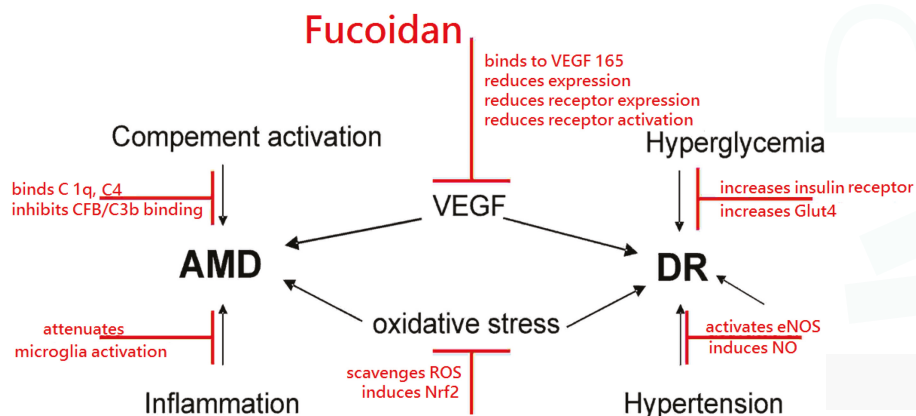 Fucoidan
binds to VEGF 165
reduces expression
reduces receptor expression
reduces receptor activation
Compement activation
Hyperglycemia
binds C 1q, C4
inhibits CFB/C3b binding
increases insulin receptor
increases Glut4
VEGF
AMD
DR
oxidative stress
attenuates
microglia activation
activates eNOS
induces NO
scavenges ROS
induces Nrf2
Inflammation
Hypertension